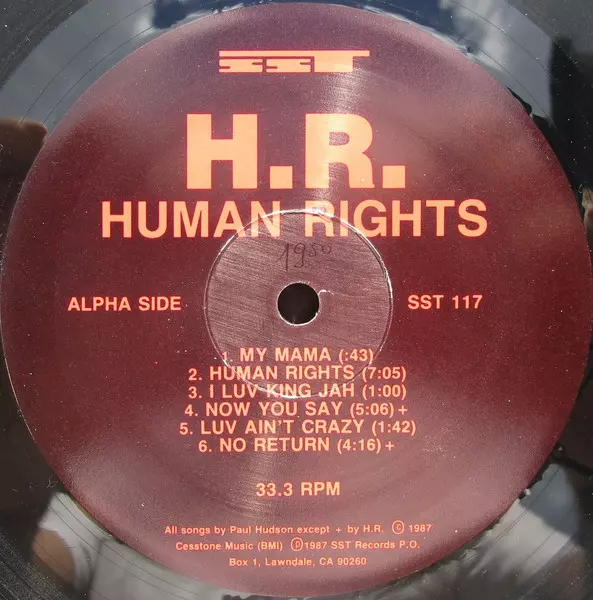 SST
H.R.
HUMAN RIGHTS
1950
ALPHA SIDE
SST 117
1. MY MAMA (:43)
2. HUMAN RIGHTS (7:05)
3. I LUV KING JAH (1:00)
4. NOW YOU SAY (5:06) +
5. LUV AIN'T CRAZY (1:42)
6. NO RETURN (4:16) +
33.3 RPM
All songs by Paul Hudson except + by H.R. © 1987
Cesstone Music (BMI) ℗1987 SST Records P.O.
Box 1, Lawndale, CA 90260